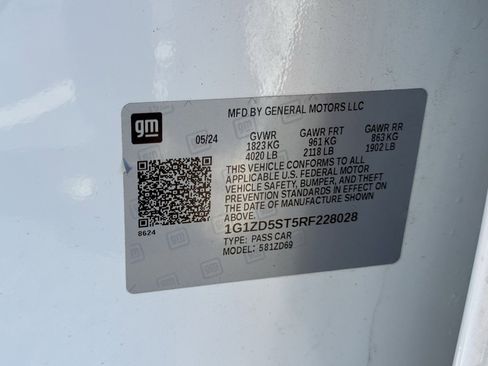 gm
MFD BY GENERAL MOTORS LLC
05/24 GVWR GAWR FRT GAWR RR
1823 KG 961 KG 863 KG
4020 LB 2118 LB 1902 LB
THIS VEHICLE CONFORMS TO ALL
APPLICABLE U.S. FEDERAL MOTOR
VEHICLE SAFETY, BUMPER, AND THEFT
PREVENTION STANDARDS IN EFFECT
ON THE DATE OF MANUFACTURE SHOWN
ABOVE.
1G1ZD5ST5RF228028
TYPE: PASS CAR
MODEL: 581ZD69
8624